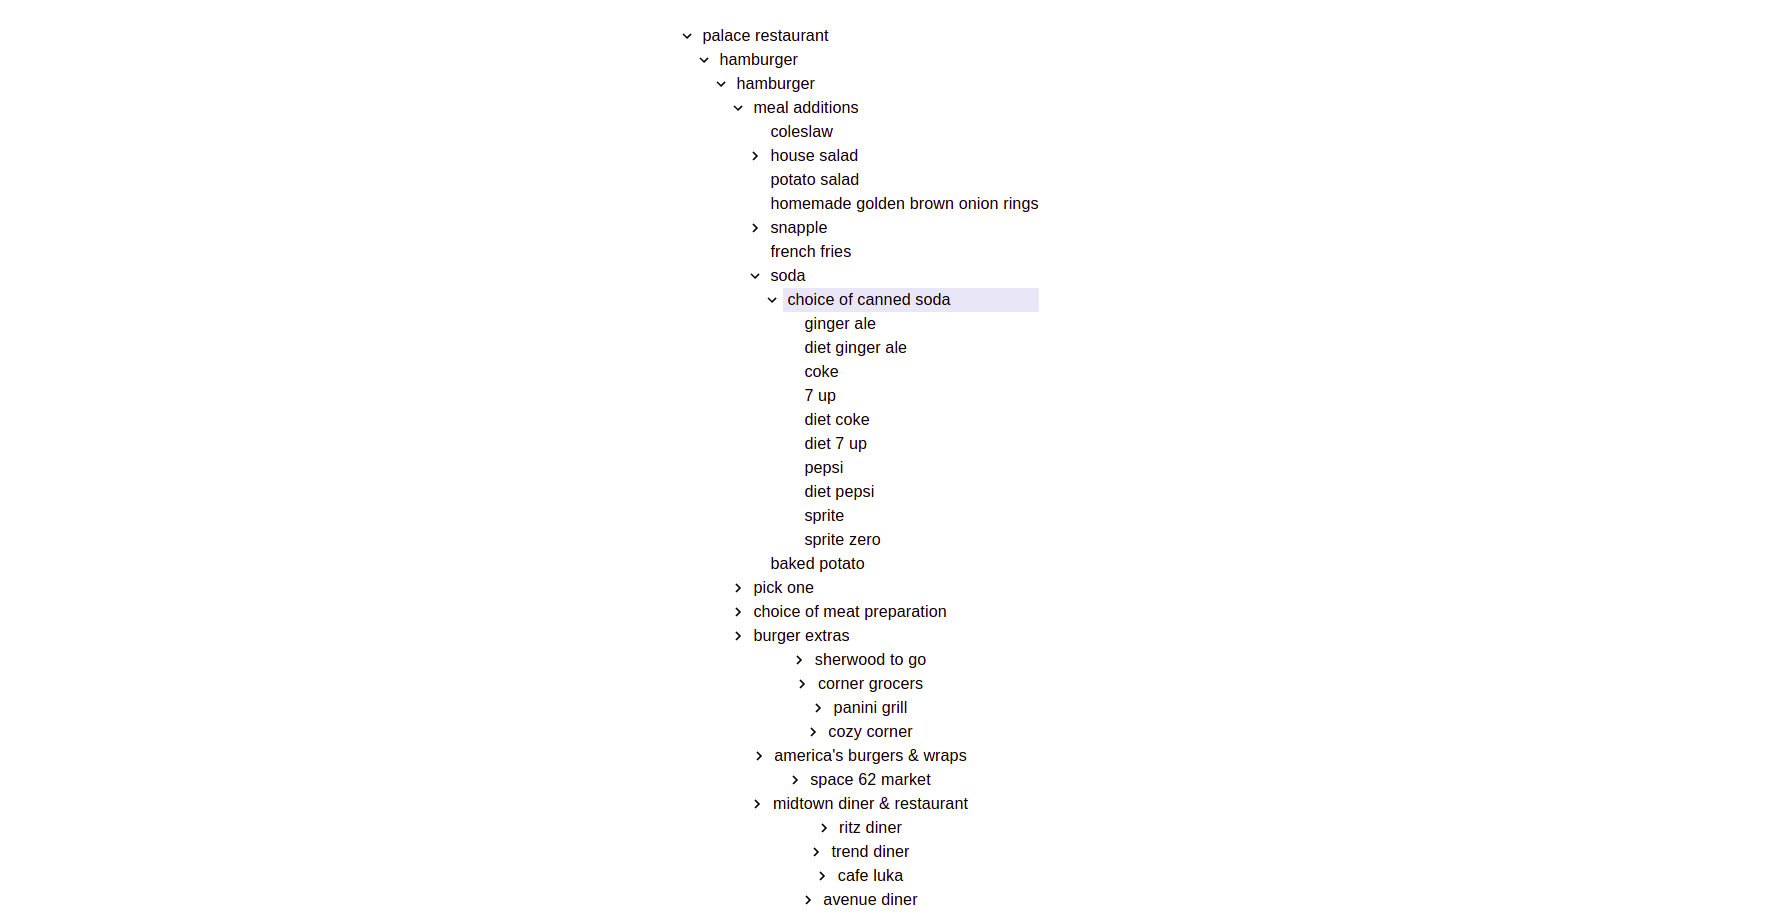 palace restaurant
hamburger
hamburger
meal additions
coleslaw
house salad
potato salad
homemade golden brown onion rings
snapple
french fries
soda
choice of canned soda
ginger ale
diet ginger ale
coke
7 up
diet coke
diet 7 up
pepsi
diet pepsi
sprite
sprite zero
baked potato
pick one
choice of meat preparation
burger extras
sherwood to go
corner grocers
panini grill
cozy corner
america's burgers & wraps
space 62 market
midtown diner & restaurant
ritz diner
trend diner
cafe luka
avenue diner